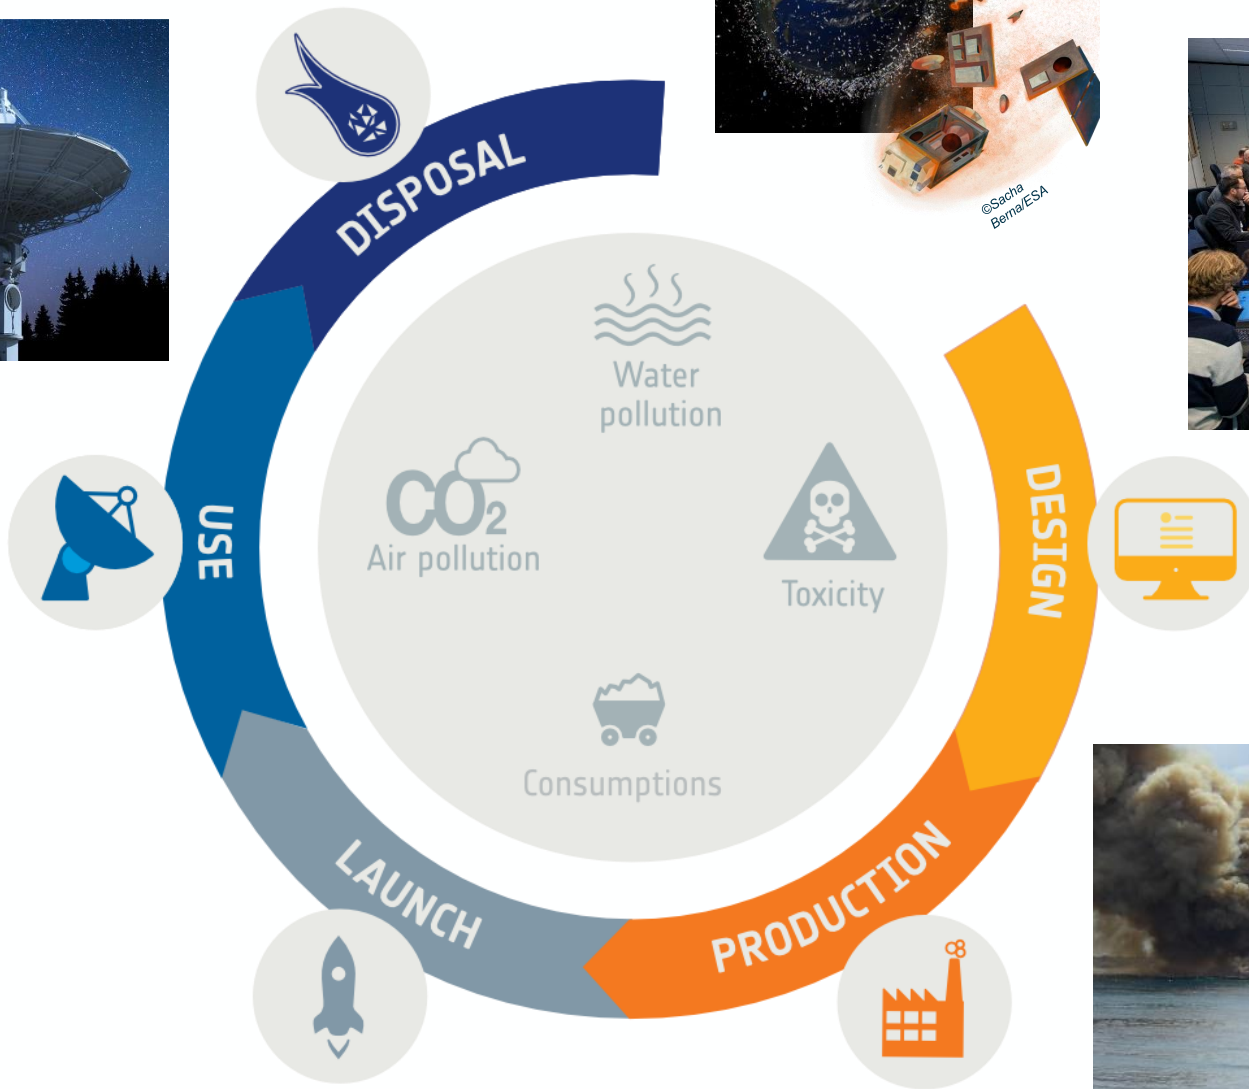 DISPOSAL
©Sacha
Berna/ESA
Water
pollution
CO2
Air pollution
Toxicity
USE
DESIGN
Consumptions
LAUNCH
PRODUCTION